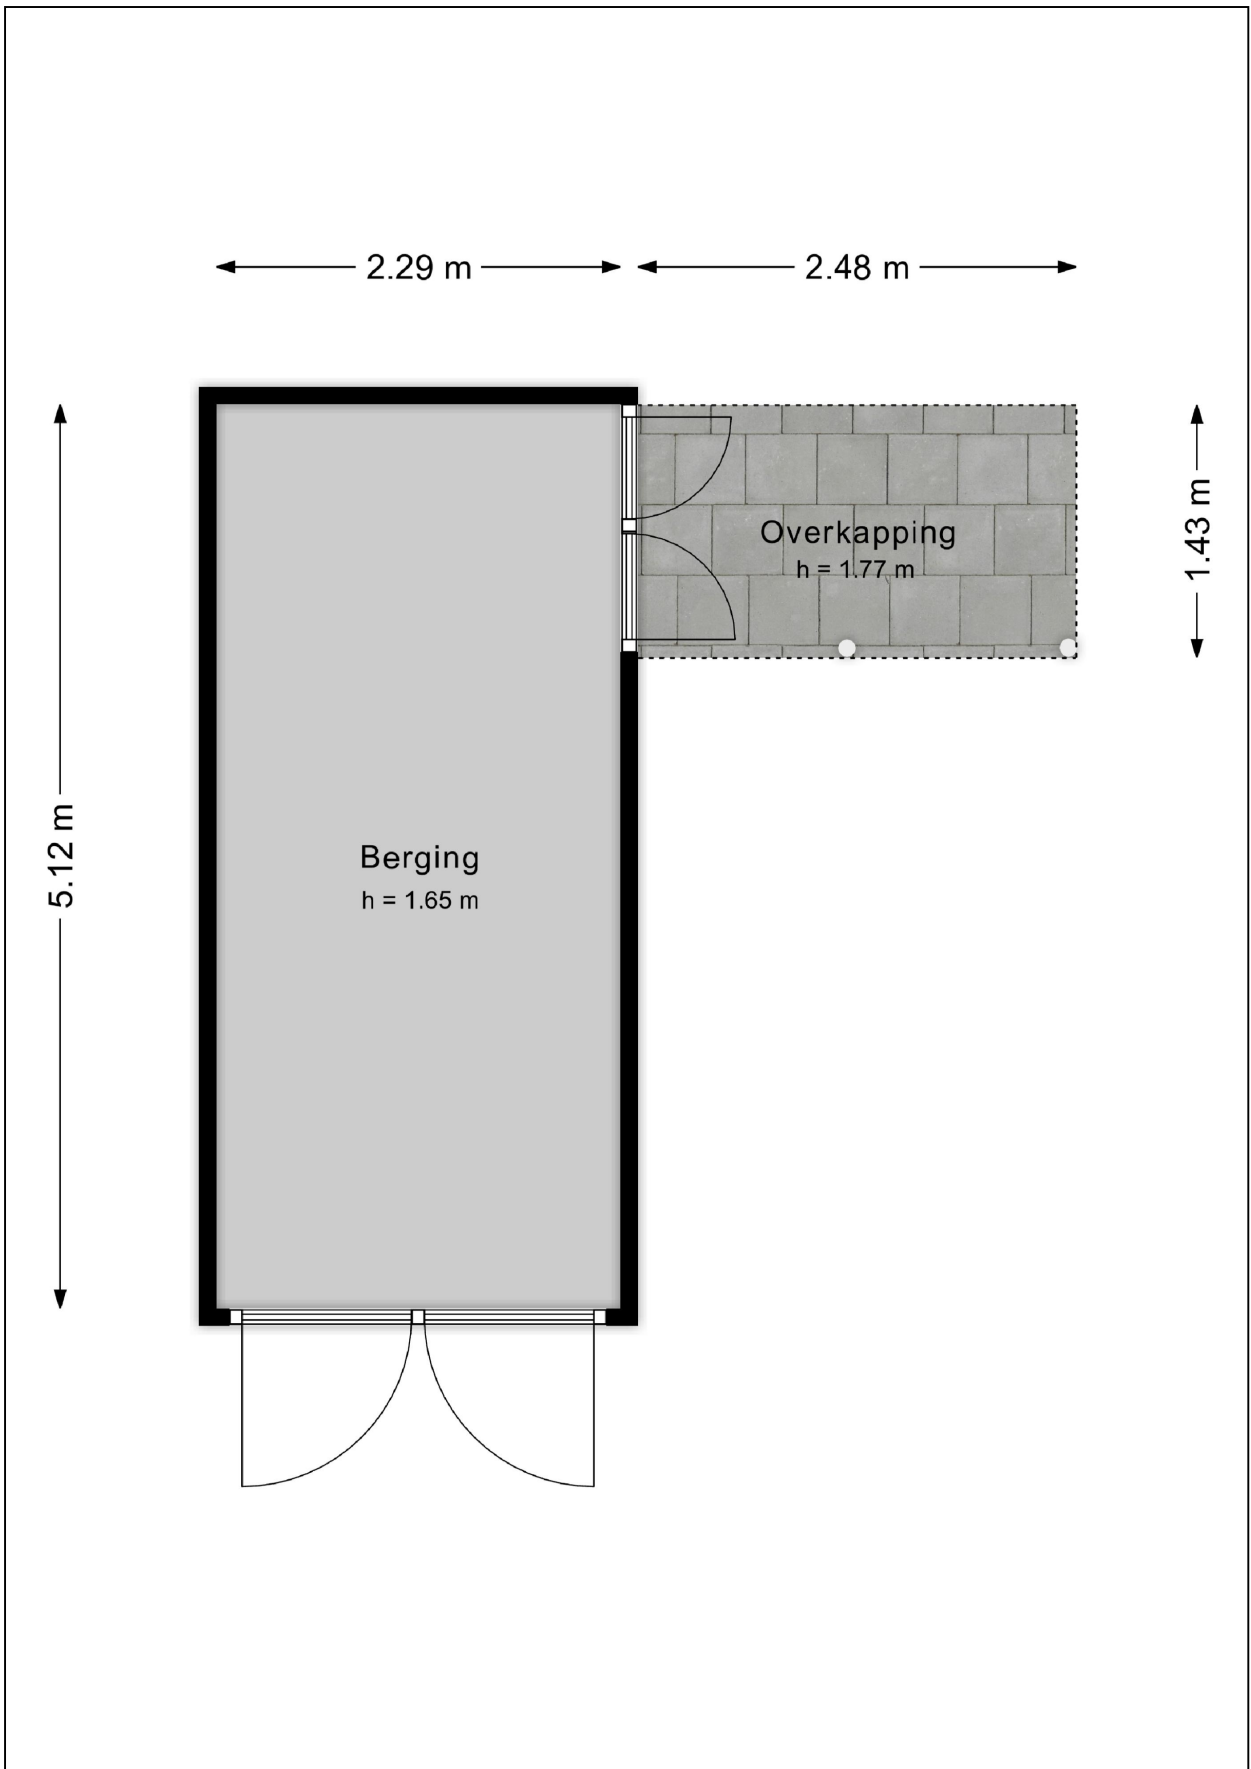 2.29 m
2.48 m
Overkapping
h = 1.77 m
1.43 m
5.12 m
Berging
h = 1.65 m